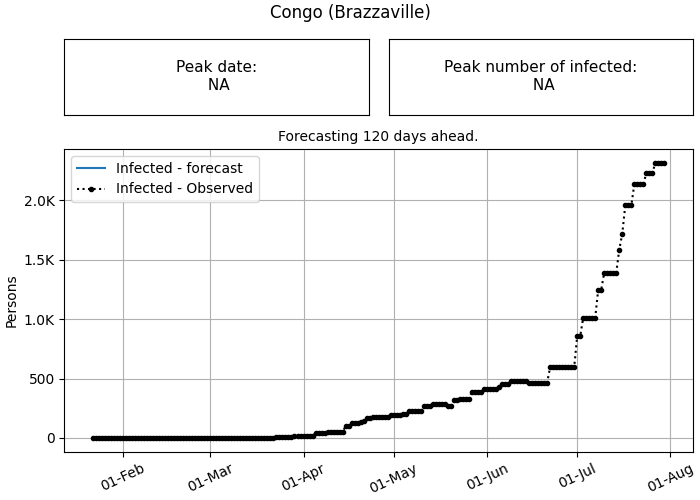 Congo (Brazzaville)
Peak date:
NA
Peak number of infected:
NA
Forecasting 120 days ahead.
Infected - forecast
Infected - Observed
2.0K
1.5K
1.0K
500
0
Persons
01-Feb
01-Mar
01-Apr
01-May
01-Jun
01-Jul
01-Aug